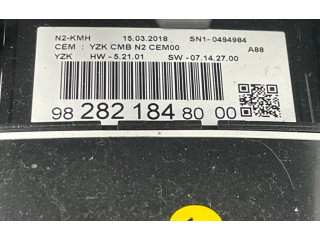 N2-KMH 15.03.2018 SN1- 0494984
CEM : YZK CMB N2 CEM00 A88
YZK HW - 5.21.01 SW - 07.14.27.00
98 282 184 80 00